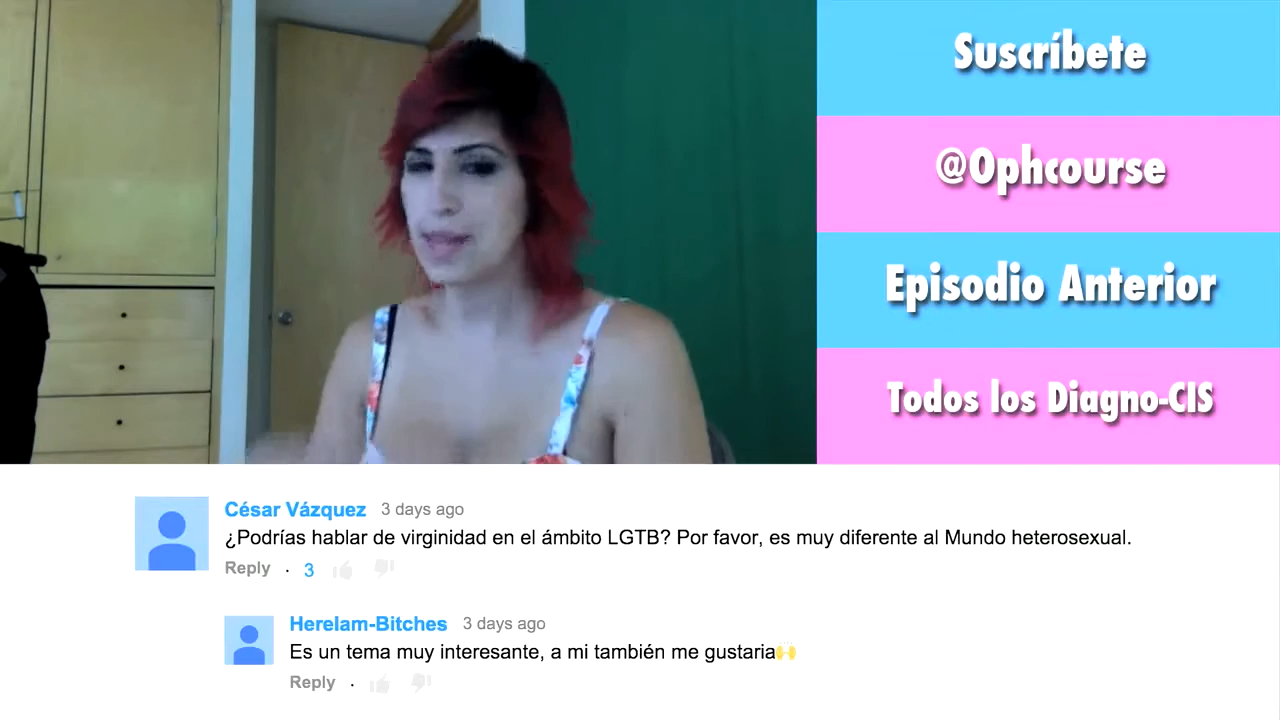 Suscríbete
@Ophcourse
Episodio Anterior
Todos los Diagno-CIS
César Vázquez 3 days ago
¿Podrías hablar de virginidad en el ámbito LGTB? Por favor, es muy diferente al Mundo heterosexual.
Reply · 3
HereIam-Bitches 3 days ago
Es un tema muy interesante, a mi también me gustaria🙌
Reply ·